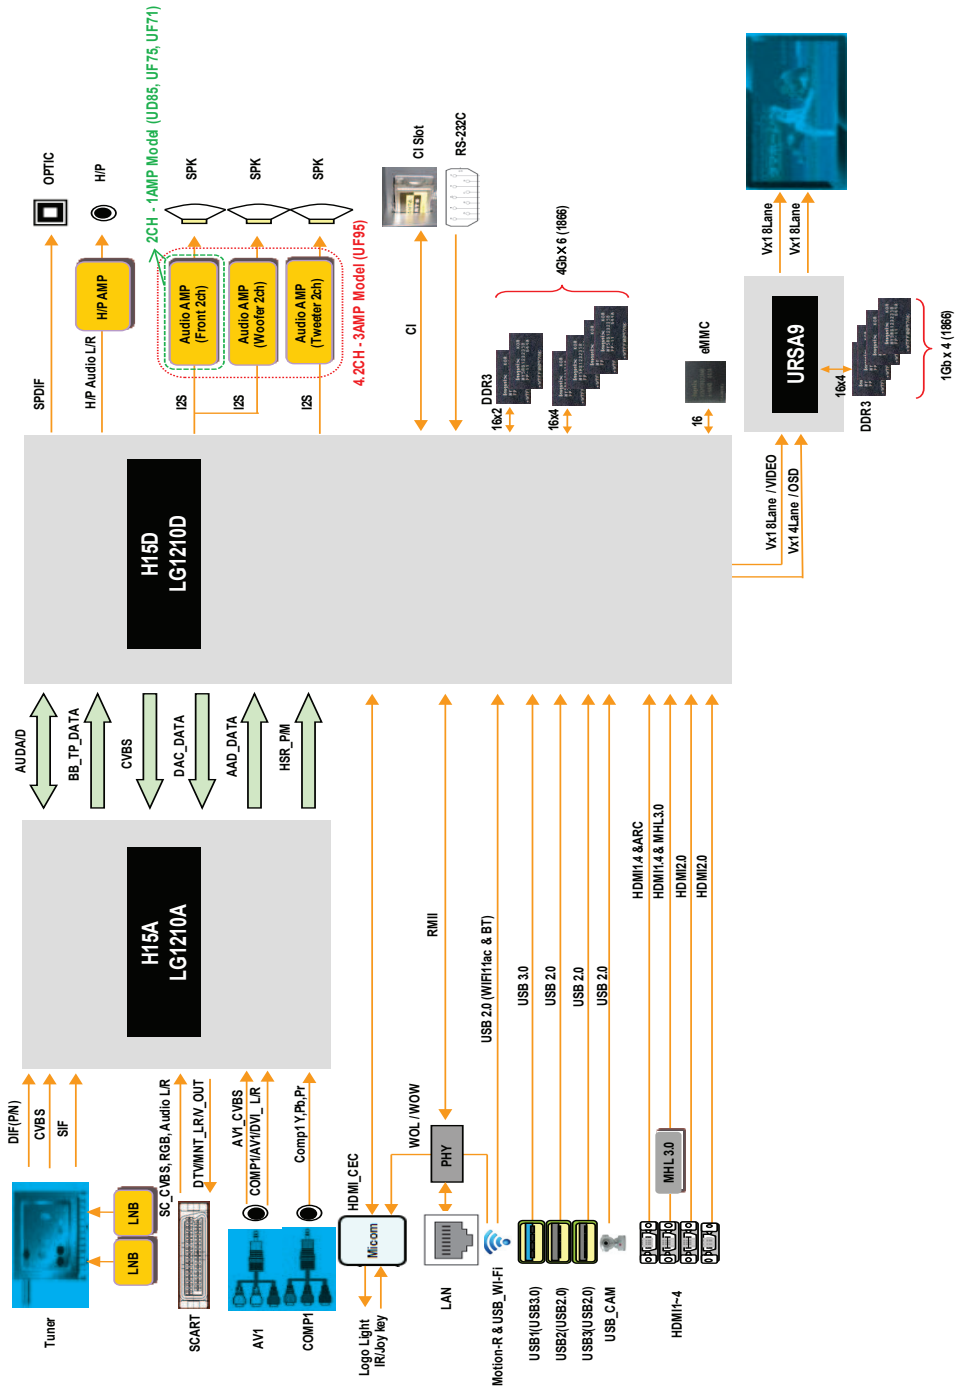 Tuner
LNB
LNB
DIF(P/N)
CVBS
SIF
SCART
SC_CVBS, RGB, Audio L/R
DTV/MNT_LR/V_OUT
AV1
COMP1
AV1_CVBS
COMP1/AV1/DVI_ L/R
Comp1 Y,Pb,Pr
H15A
LG1210A
AUDA/D
BB_TP_DATA
CVBS
DAC_DATA
AAD_DATA
HSR_P/M
H15D
LG1210D
SPDIF
OPTIC
H/P Audio L/R
H/P AMP
H/P
2CH - 1AMP Model (UD85, UF75, UF71)
I2S
Audio AMP
(Front 2ch)
SPK
I2S
Audio AMP
(Woofer 2ch)
SPK
I2S
Audio AMP
(Tweeter 2ch)
SPK
4.2CH - 3AMP Model (UF95)
CI
CI Slot
RS-232C
DDR3
16x2
16x4
4Gb X 6 (1866)
eMMC
16
Logo Light
IR/Joy key
Micom
HDMI_CEC
WOL / WOW
LAN
PHY
RMII
Motion-R & USB_Wi-Fi
USB 2.0 (WIFI11ac & BT)
USB1(USB3.0)
USB 3.0
USB2(USB2.0)
USB 2.0
USB3(USB2.0)
USB 2.0
USB_CAM
USB 2.0
HDMI1~4
MHL 3.0
HDMI1.4 &ARC
HDMI1.4 & MHL3.0
HDMI2.0
HDMI2.0
Vx1 8Lane / VIDEO
Vx1 4Lane / OSD
URSA9
16x4
DDR3
1Gb x 4 (1866)
Vx1 8Lane
Vx1 8Lane